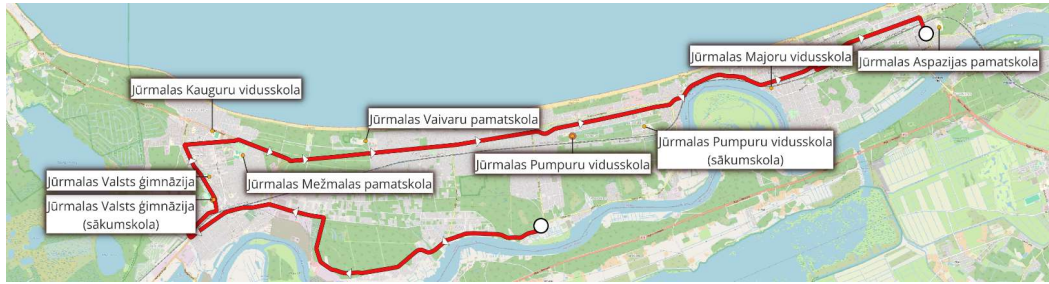 Jūrmalas Majoru vidusskola
Jūrmalas Aspazijas pamatskola
Jūrmalas Kauguru vidusskola
Jūrmalas Vaivaru pamatskola
Jūrmalas Pumpuru vidusskola
(sākumskola)
Jūrmalas Pumpuru vidusskola
Jūrmalas Valsts ģimnāzija
Jūrmalas Mežmalas pamatskola
Jūrmalas Valsts ģimnāzija
(sākumskola)